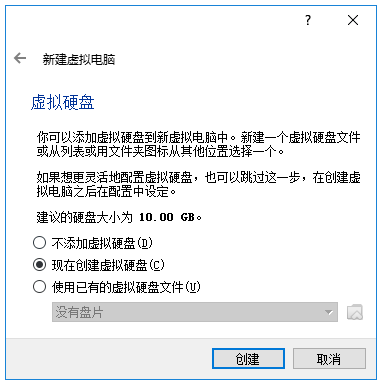 ?
新建虚拟电脑
虚拟硬盘
你可以添加虚拟硬盘到新虚拟电脑中。新建一个虚拟硬盘文件
或从列表或用文件夹图标从其他位置选择一个。
如果想更灵活地配置虚拟硬盘，也可以跳过这一步，在创建虚
拟电脑之后在配置中设定。
建议的硬盘大小为 10.00 GB。
不添加虚拟硬盘(D)
现在创建虚拟硬盘(C)
使用已有的虚拟硬盘文件(U)
没有盘片
创建 取消